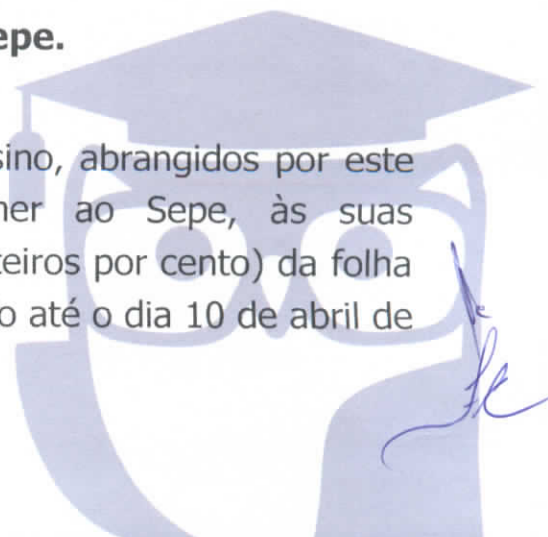 epe.
sino, abrangidos por este
her ao Sepe, às suas
teiros por cento) da folha
o até o dia 10 de abril de